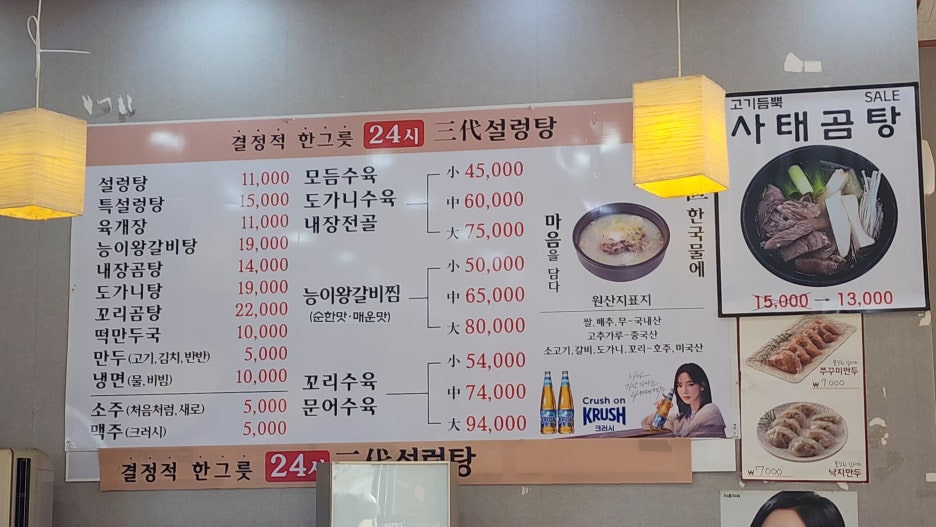 결정적 한그릇 24시 三代설렁탕
설렁탕 11,000
특설렁탕 15,000
육개장 11,000
능이왕갈비탕 19,000
내장곰탕 14,000
도가니탕 19,000
꼬리곰탕 22,000
떡만두국 10,000
만두(고기,김치,반반) 5,000
냉면(물,비빔) 10,000
소주(처음처럼,새로) 5,000
맥주(크러시) 5,000
모듬수육
도가니수육
내장전골
小 45,000
中 60,000
大 75,000
능이왕갈비찜
(순한맛·매운맛)
小 50,000
中 65,000
大 80,000
꼬리수육
문어수육
小 54,000
中 74,000
大 94,000
한국물에
마음을 담다
원산지표지
쌀,배추,무-국내산
고추가루-중국산
소고기,갈비,도가니,꼬리-호주,미국산
Crush on
KRUSH
크러시
고기듬뿍 SALE
사태곰탕
15,000 → 13,000
쭈꾸미만두
₩7,000
₩7,000
낙지만두
결정적 한그릇 24시 三代설렁탕